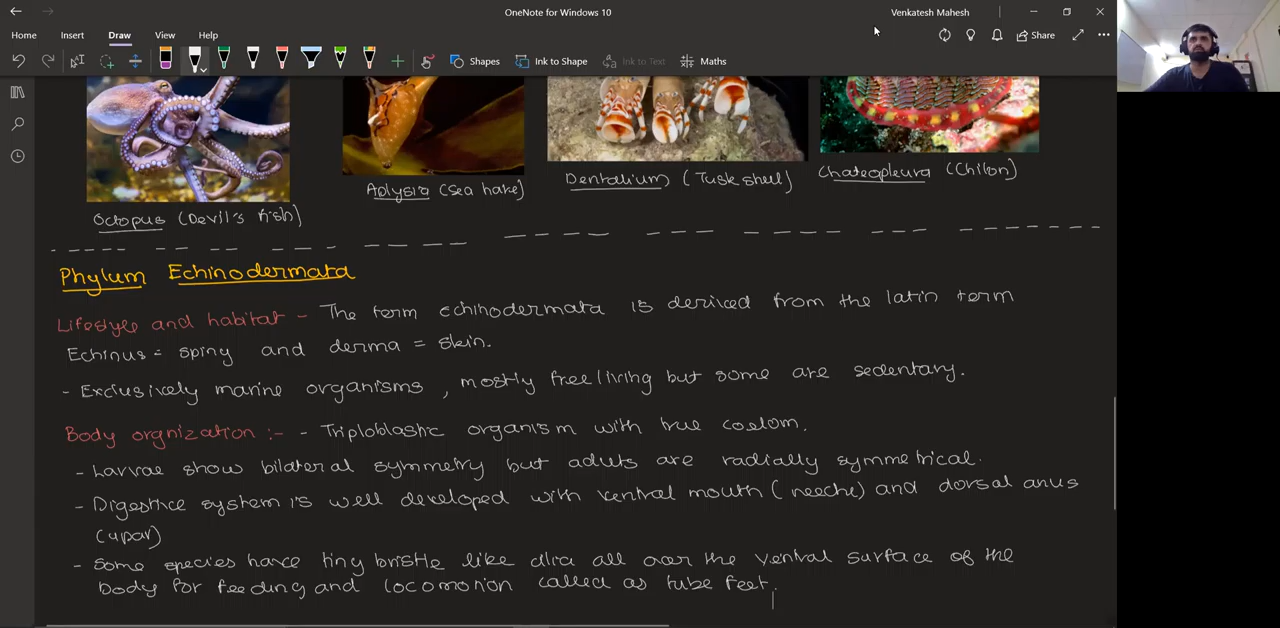 OneNote for Windows 10
Venkatesh Mahesh
Home Insert Draw View Help
Share
Shapes Ink to Shape Ink to Text Maths
Octopus (Devil's fish)
Aplysia (Sea hake)
Dentalium (Tusk shell)
Chateopleura (Chilon)
Phylum Echinodermata
Lifestyle and habitat - The term echinodermata is derived from the latin term
Echinus = spiny and derma = skin.
- Exclusively marine organisms, mostly free living but some are sedentary.
Body orgnization :- - Triploblastic organism with true coelom.
- Larvae show bilateral symmetry but adults are radially symmetrical.
- Digestive system is well developed with ventral mouth (neeche) and dorsal anus
(upar)
- Some species have tiny bristle like cilia all over the ventral surface of the
body for feeding and locomotion called as tube feet.